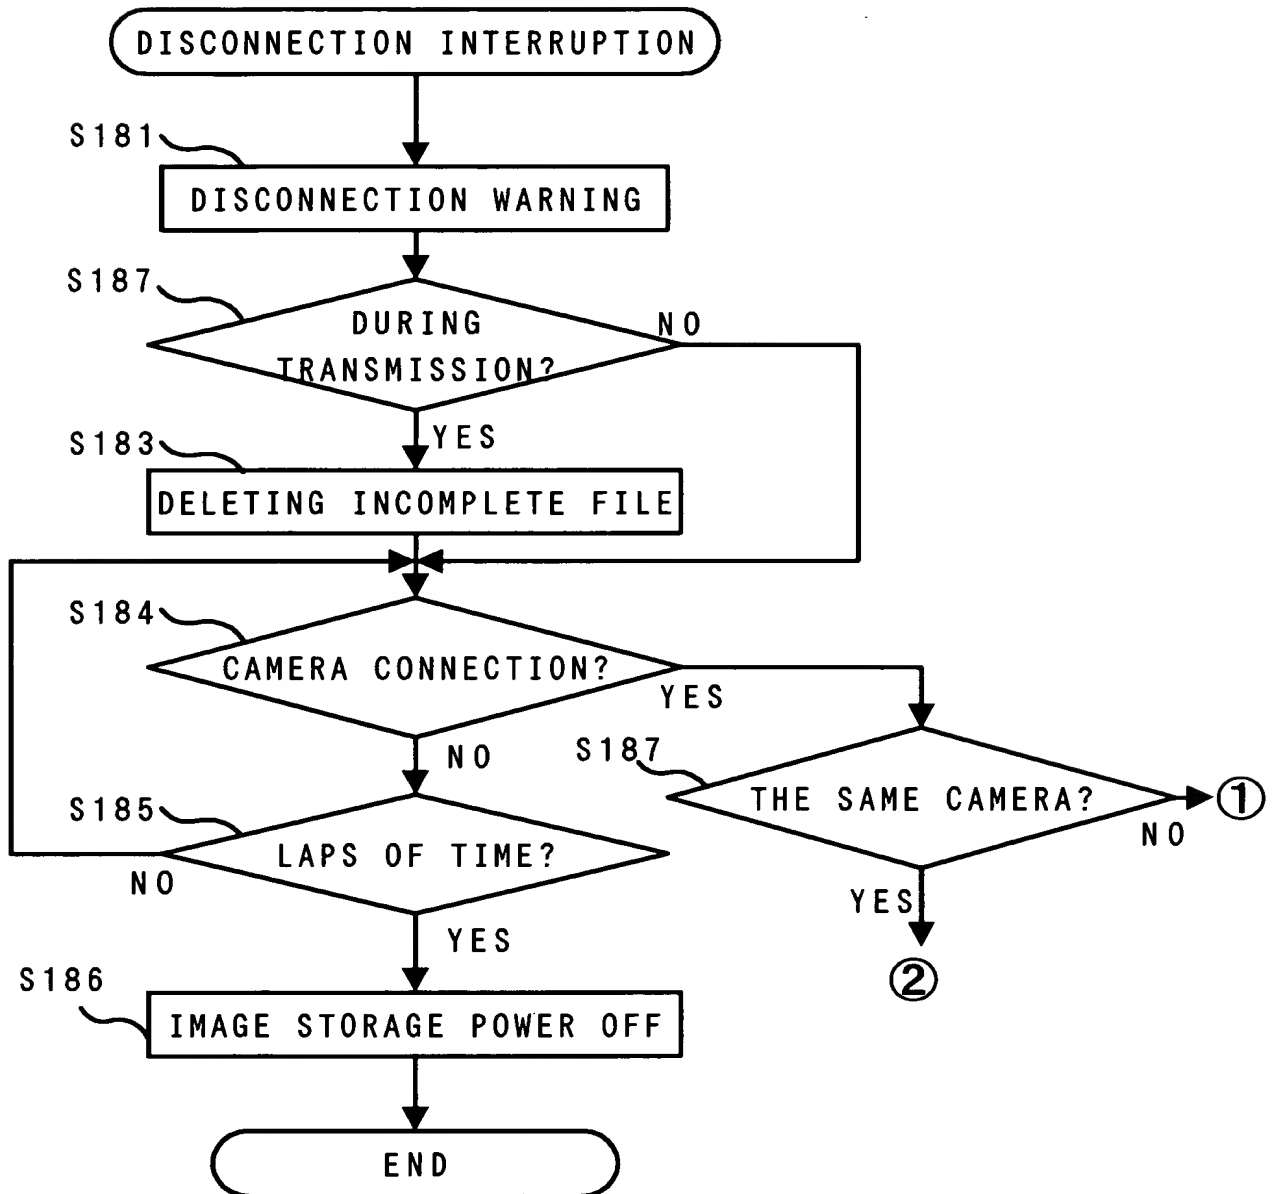 DISCONNECTION INTERRUPTION
S181
DISCONNECTION WARNING
S187
DURING
TRANSMISSION?
NO
YES
S183
DELETING INCOMPLETE FILE
S184
CAMERA CONNECTION?
YES
NO
S187
THE SAME CAMERA?
①
NO
YES
②
S185
LAPS OF TIME?
NO
YES
S186
IMAGE STORAGE POWER OFF
END